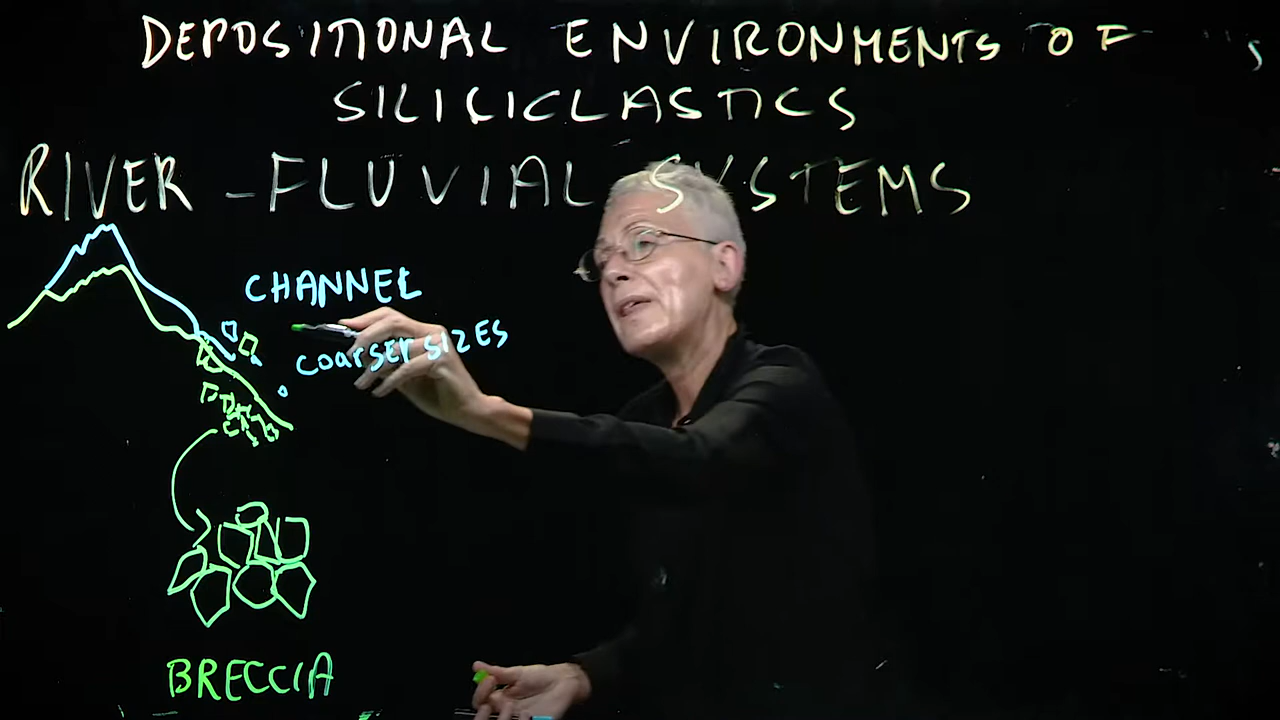 DEPOSITIONAL ENVIRONMENTS OF
SILICICLASTICS
RIVER - FLUVIAL SYSTEMS
CHANNEL
COARSER SIZES
BRECCIA